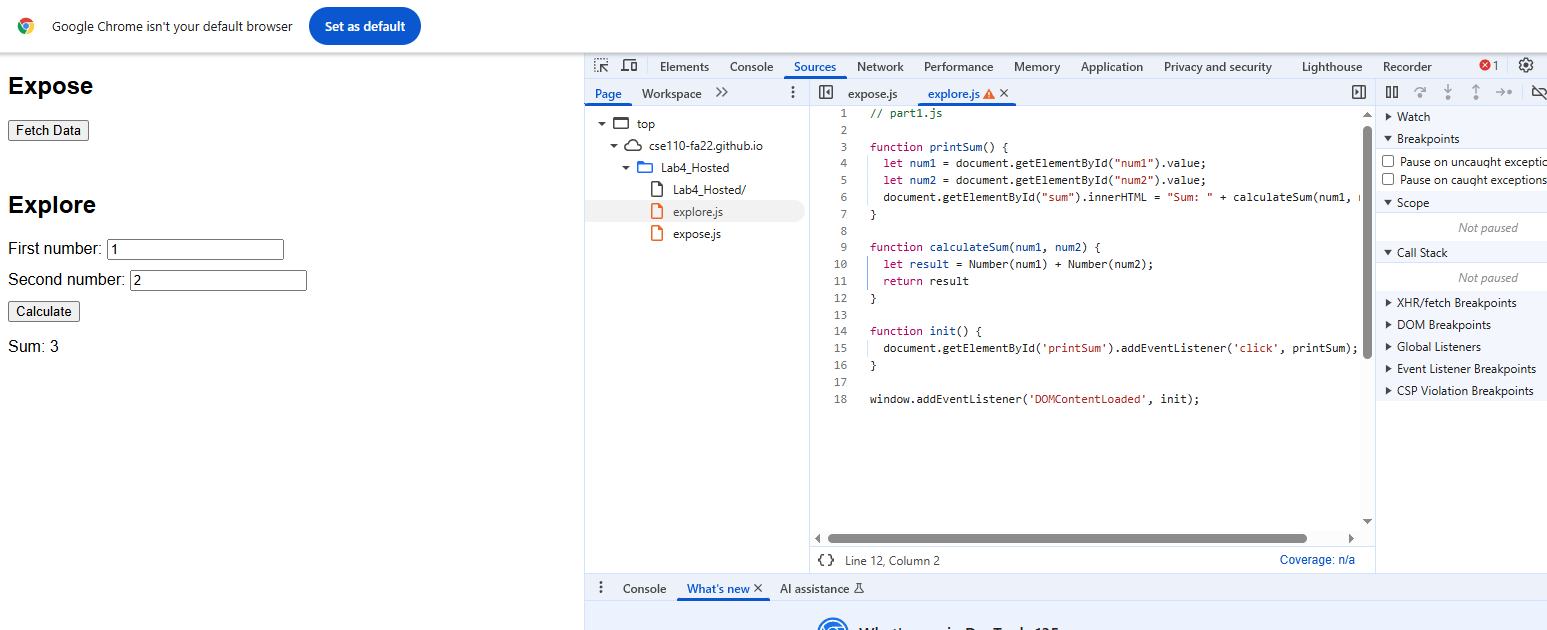 Google Chrome isn't your default browser
Set as default
Expose
Fetch Data
Explore
First number: 1
Second number: 2
Calculate
Sum: 3
Elements Console Sources Network Performance Memory Application Privacy and security Lighthouse Recorder 1
Page Workspace
top
cse110-fa22.github.io
Lab4_Hosted
Lab4_Hosted/
explore.js
expose.js
expose.js explore.js
1 // part1.js
2
3 function printSum() {
4 let num1 = document.getElementById("num1").value;
5 let num2 = document.getElementById("num2").value;
6 document.getElementById("sum").innerHTML = "Sum: " + calculateSum(num1,
7 }
8
9 function calculateSum(num1, num2) {
10 let result = Number(num1) + Number(num2);
11 return result
12 }
13
14 function init() {
15 document.getElementById('printSum').addEventListener('click', printSum);
16 }
17
18 window.addEventListener('DOMContentLoaded', init);
{} Line 12, Column 2
Coverage: n/a
Watch
Breakpoints
Pause on uncaught exceptio
Pause on caught exceptions
Scope
Not paused
Call Stack
Not paused
XHR/fetch Breakpoints
DOM Breakpoints
Global Listeners
Event Listener Breakpoints
CSP Violation Breakpoints
Console What's new AI assistance